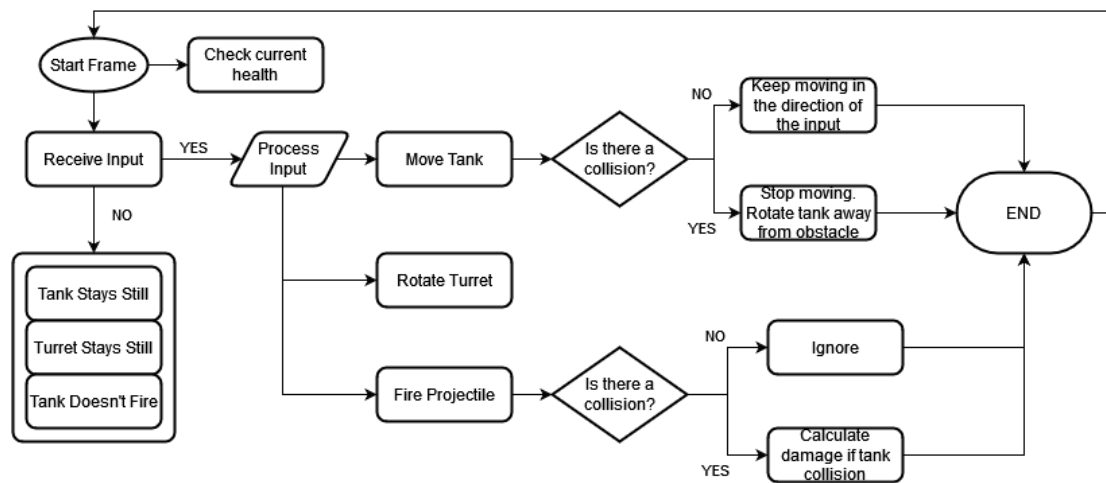 Start Frame
Check current
health
Receive Input
YES
Process
Input
Move Tank
Is there a
collision?
NO
Keep moving in
the direction of
the input
YES
Stop moving.
Rotate tank away
from obstacle
END
NO
Tank Stays Still
Turret Stays Still
Tank Doesn't Fire
Rotate Turret
Fire Projectile
Is there a
collision?
NO
Ignore
YES
Calculate
damage if tank
collision